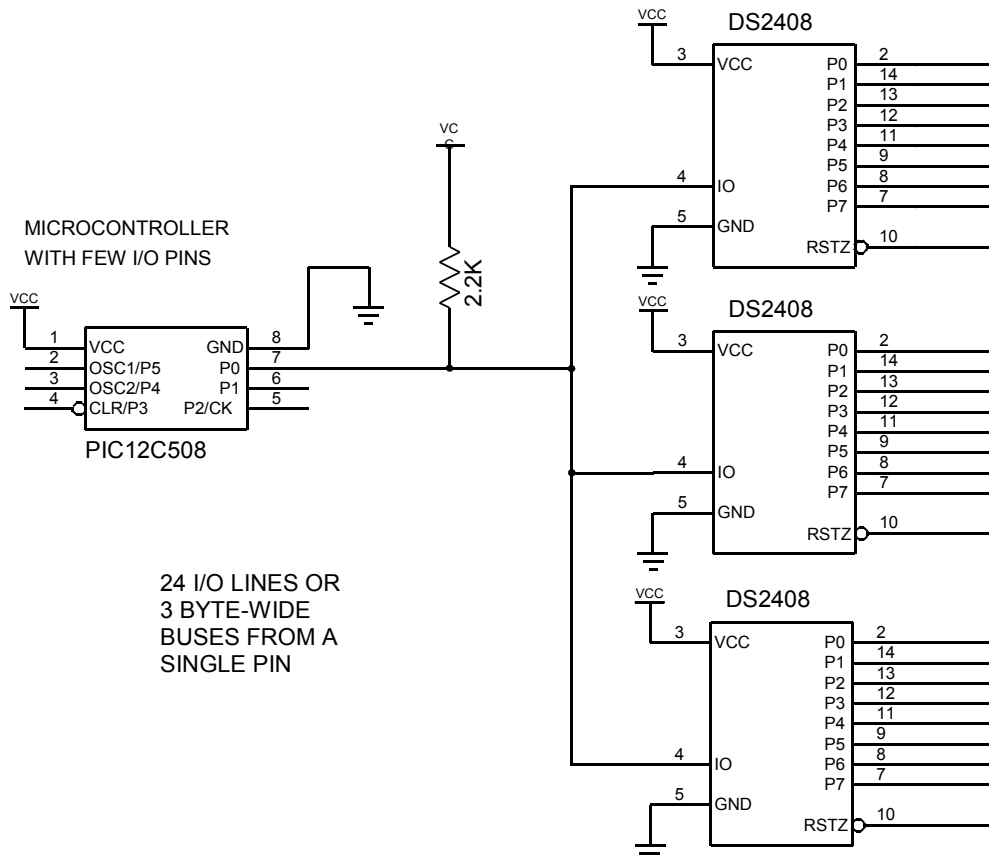 VCC
DS2408
3
VCC
P0
2
P1
14
P2
13
P3
12
P4
11
P5
9
4
IO
P6
8
P7
7
5
GND
RSTZ
10
VC
C
2.2K
MICROCONTROLLER
WITH FEW I/O PINS
VCC
1
VCC
GND
8
2
OSC1/P5
P0
7
3
OSC2/P4
P1
6
4
CLR/P3
P2/CK
5
PIC12C508
VCC
DS2408
3
VCC
P0
2
P1
14
P2
13
P3
12
P4
11
P5
9
4
IO
P6
8
P7
7
5
GND
RSTZ
10
24 I/O LINES OR
3 BYTE-WIDE
BUSES FROM A
SINGLE PIN
VCC
DS2408
3
VCC
P0
2
P1
14
P2
13
P3
12
P4
11
P5
9
4
IO
P6
8
P7
7
5
GND
RSTZ
10